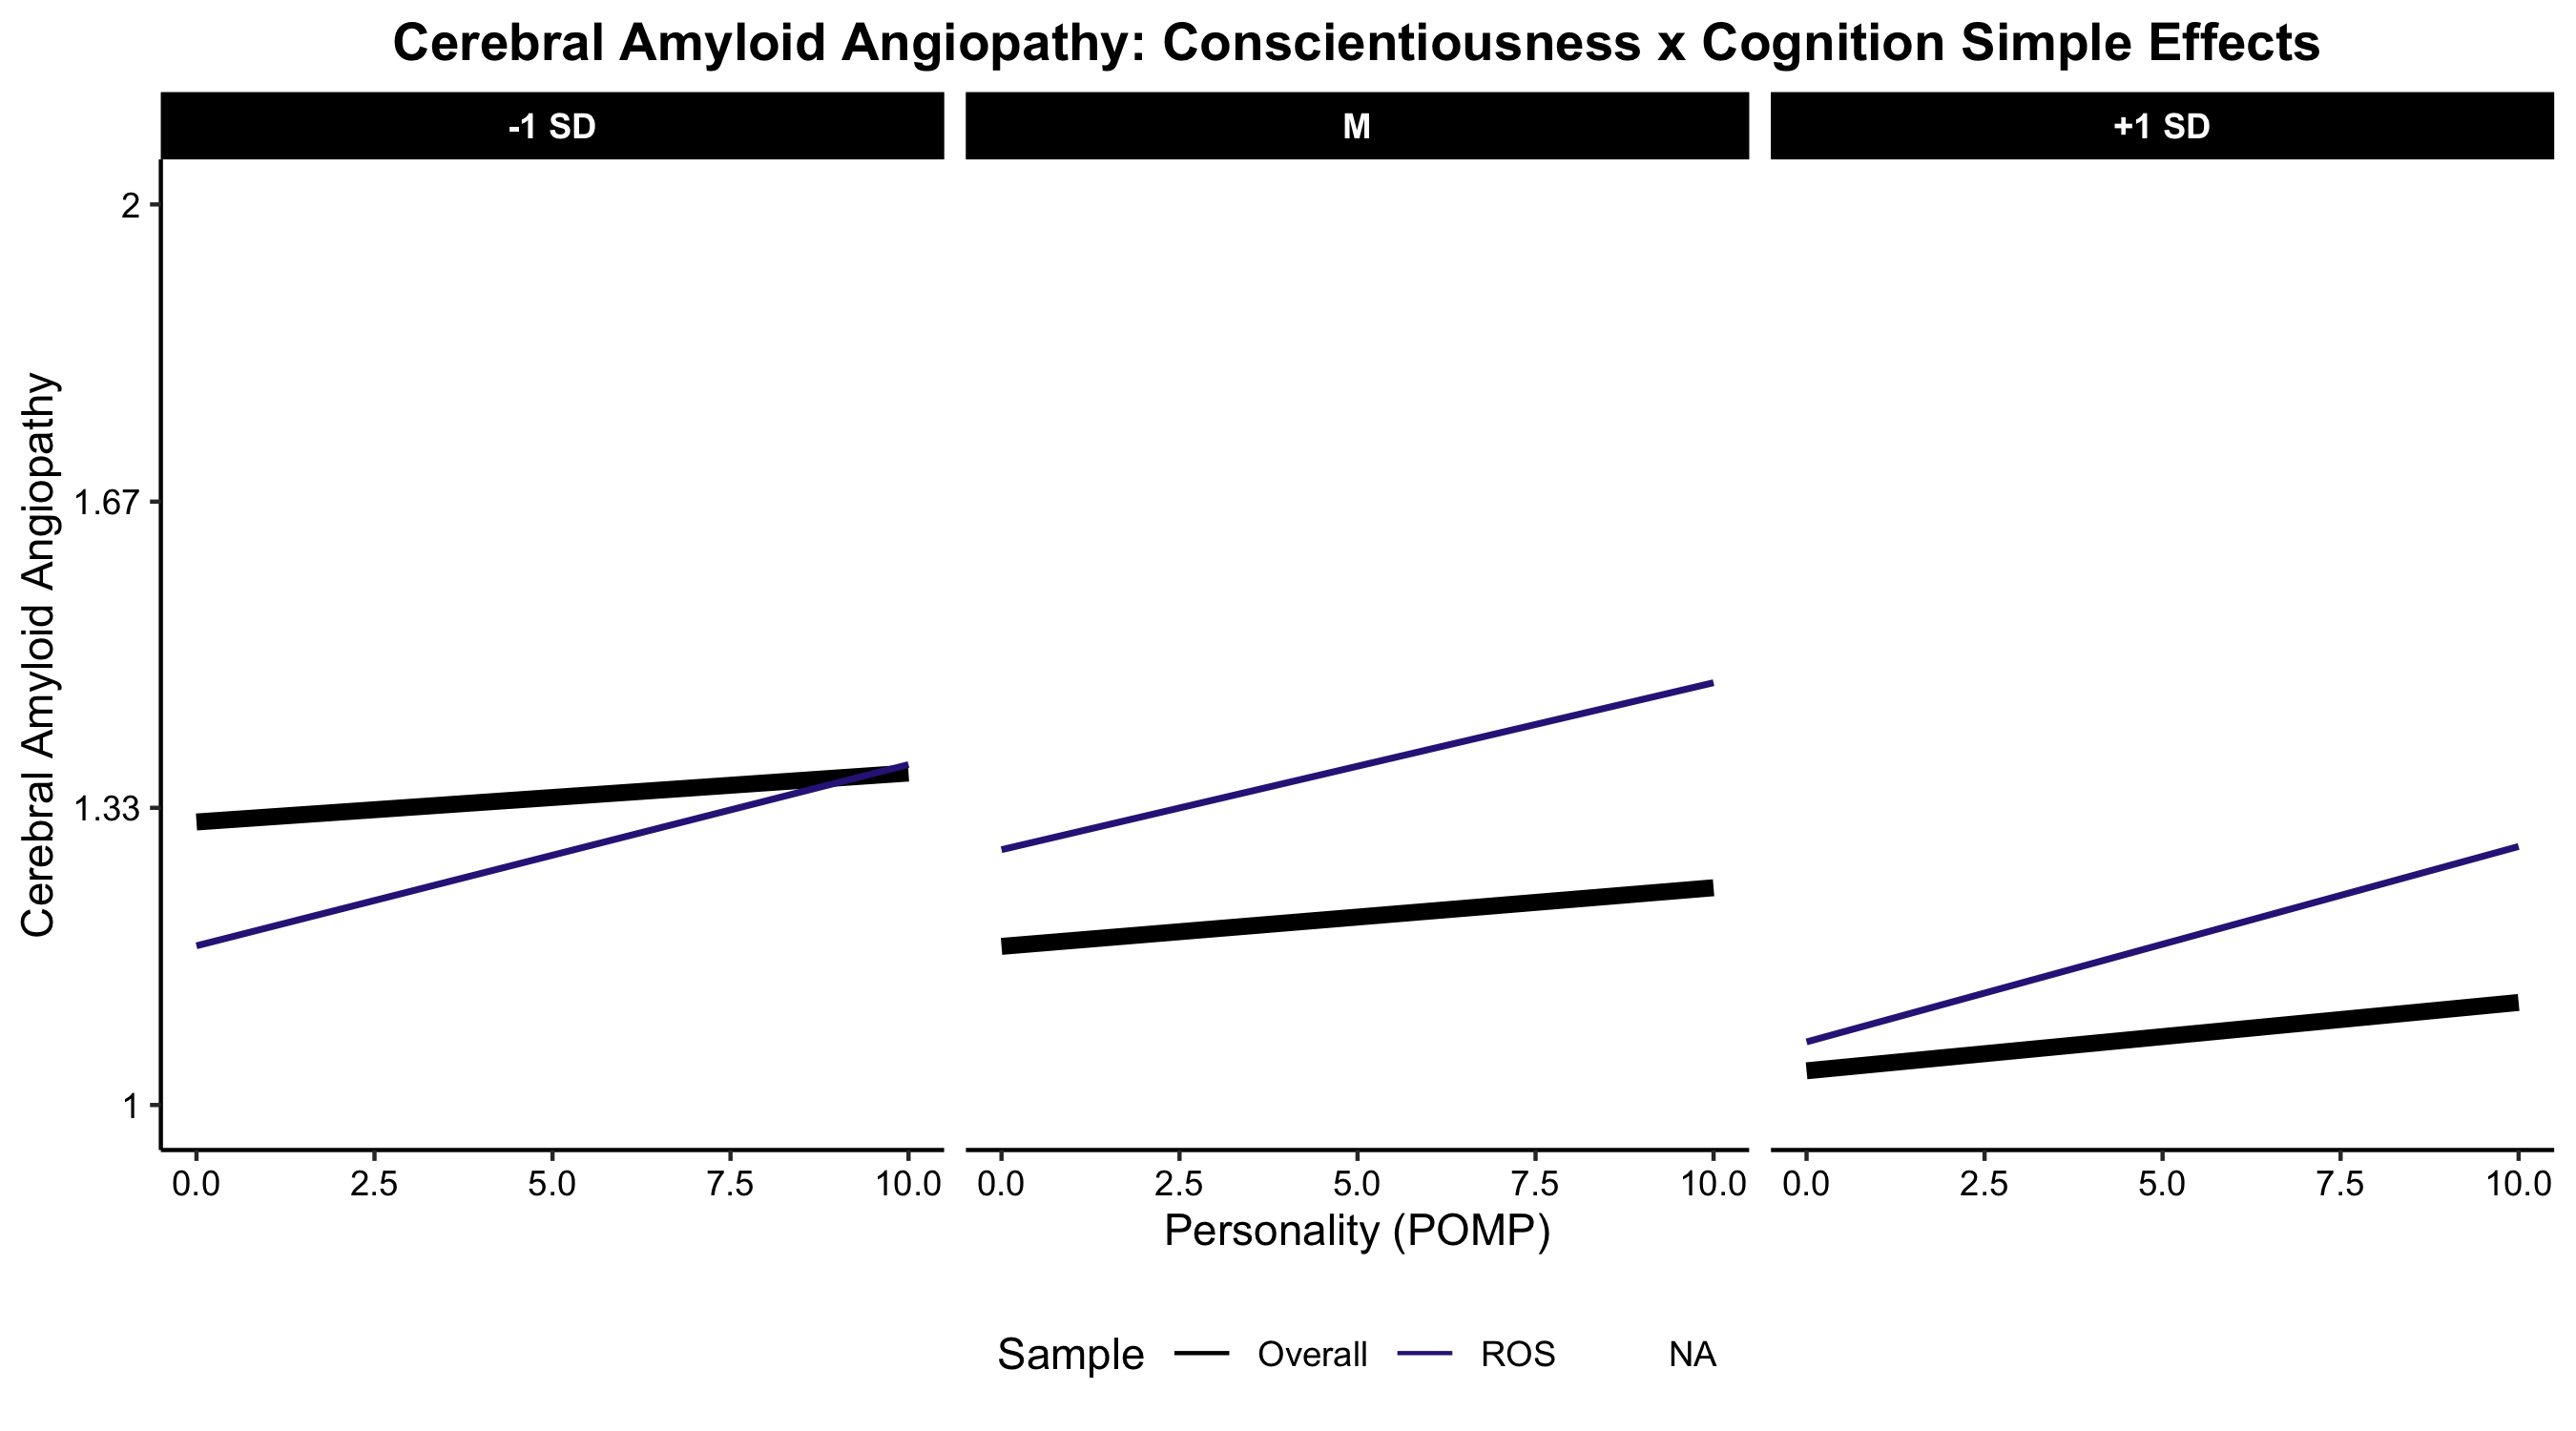 Cerebral Amyloid Angiopathy: Conscientiousness x Cognition Simple Effects
-1 SD
M
+1 SD
Cerebral Amyloid Angiopathy
2
1.67
1.33
1
0.0 2.5 5.0 7.5 10.0
0.0 2.5 5.0 7.5 10.0
0.0 2.5 5.0 7.5 10.0
Personality (POMP)
Sample Overall ROS NA